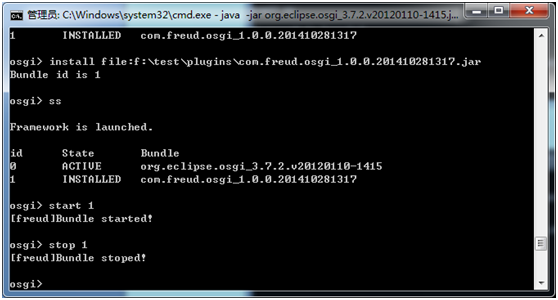 管理员: C:\Windows\system32\cmd.exe - java  -jar org.eclipse.osgi_3.7.2.v20120110-1415.j...
1       INSTALLED   com.freud.osgi_1.0.0.201410281317
osgi> install file:f:\test\plugins\com.freud.osgi_1.0.0.201410281317.jar
Bundle id is 1
osgi> ss
Framework is launched.
id      State       Bundle
0       ACTIVE      org.eclipse.osgi_3.7.2.v20120110-1415
1       INSTALLED   com.freud.osgi_1.0.0.201410281317
osgi> start 1
[freud]Bundle started!
osgi> stop 1
[freud]Bundle stoped!
osgi>